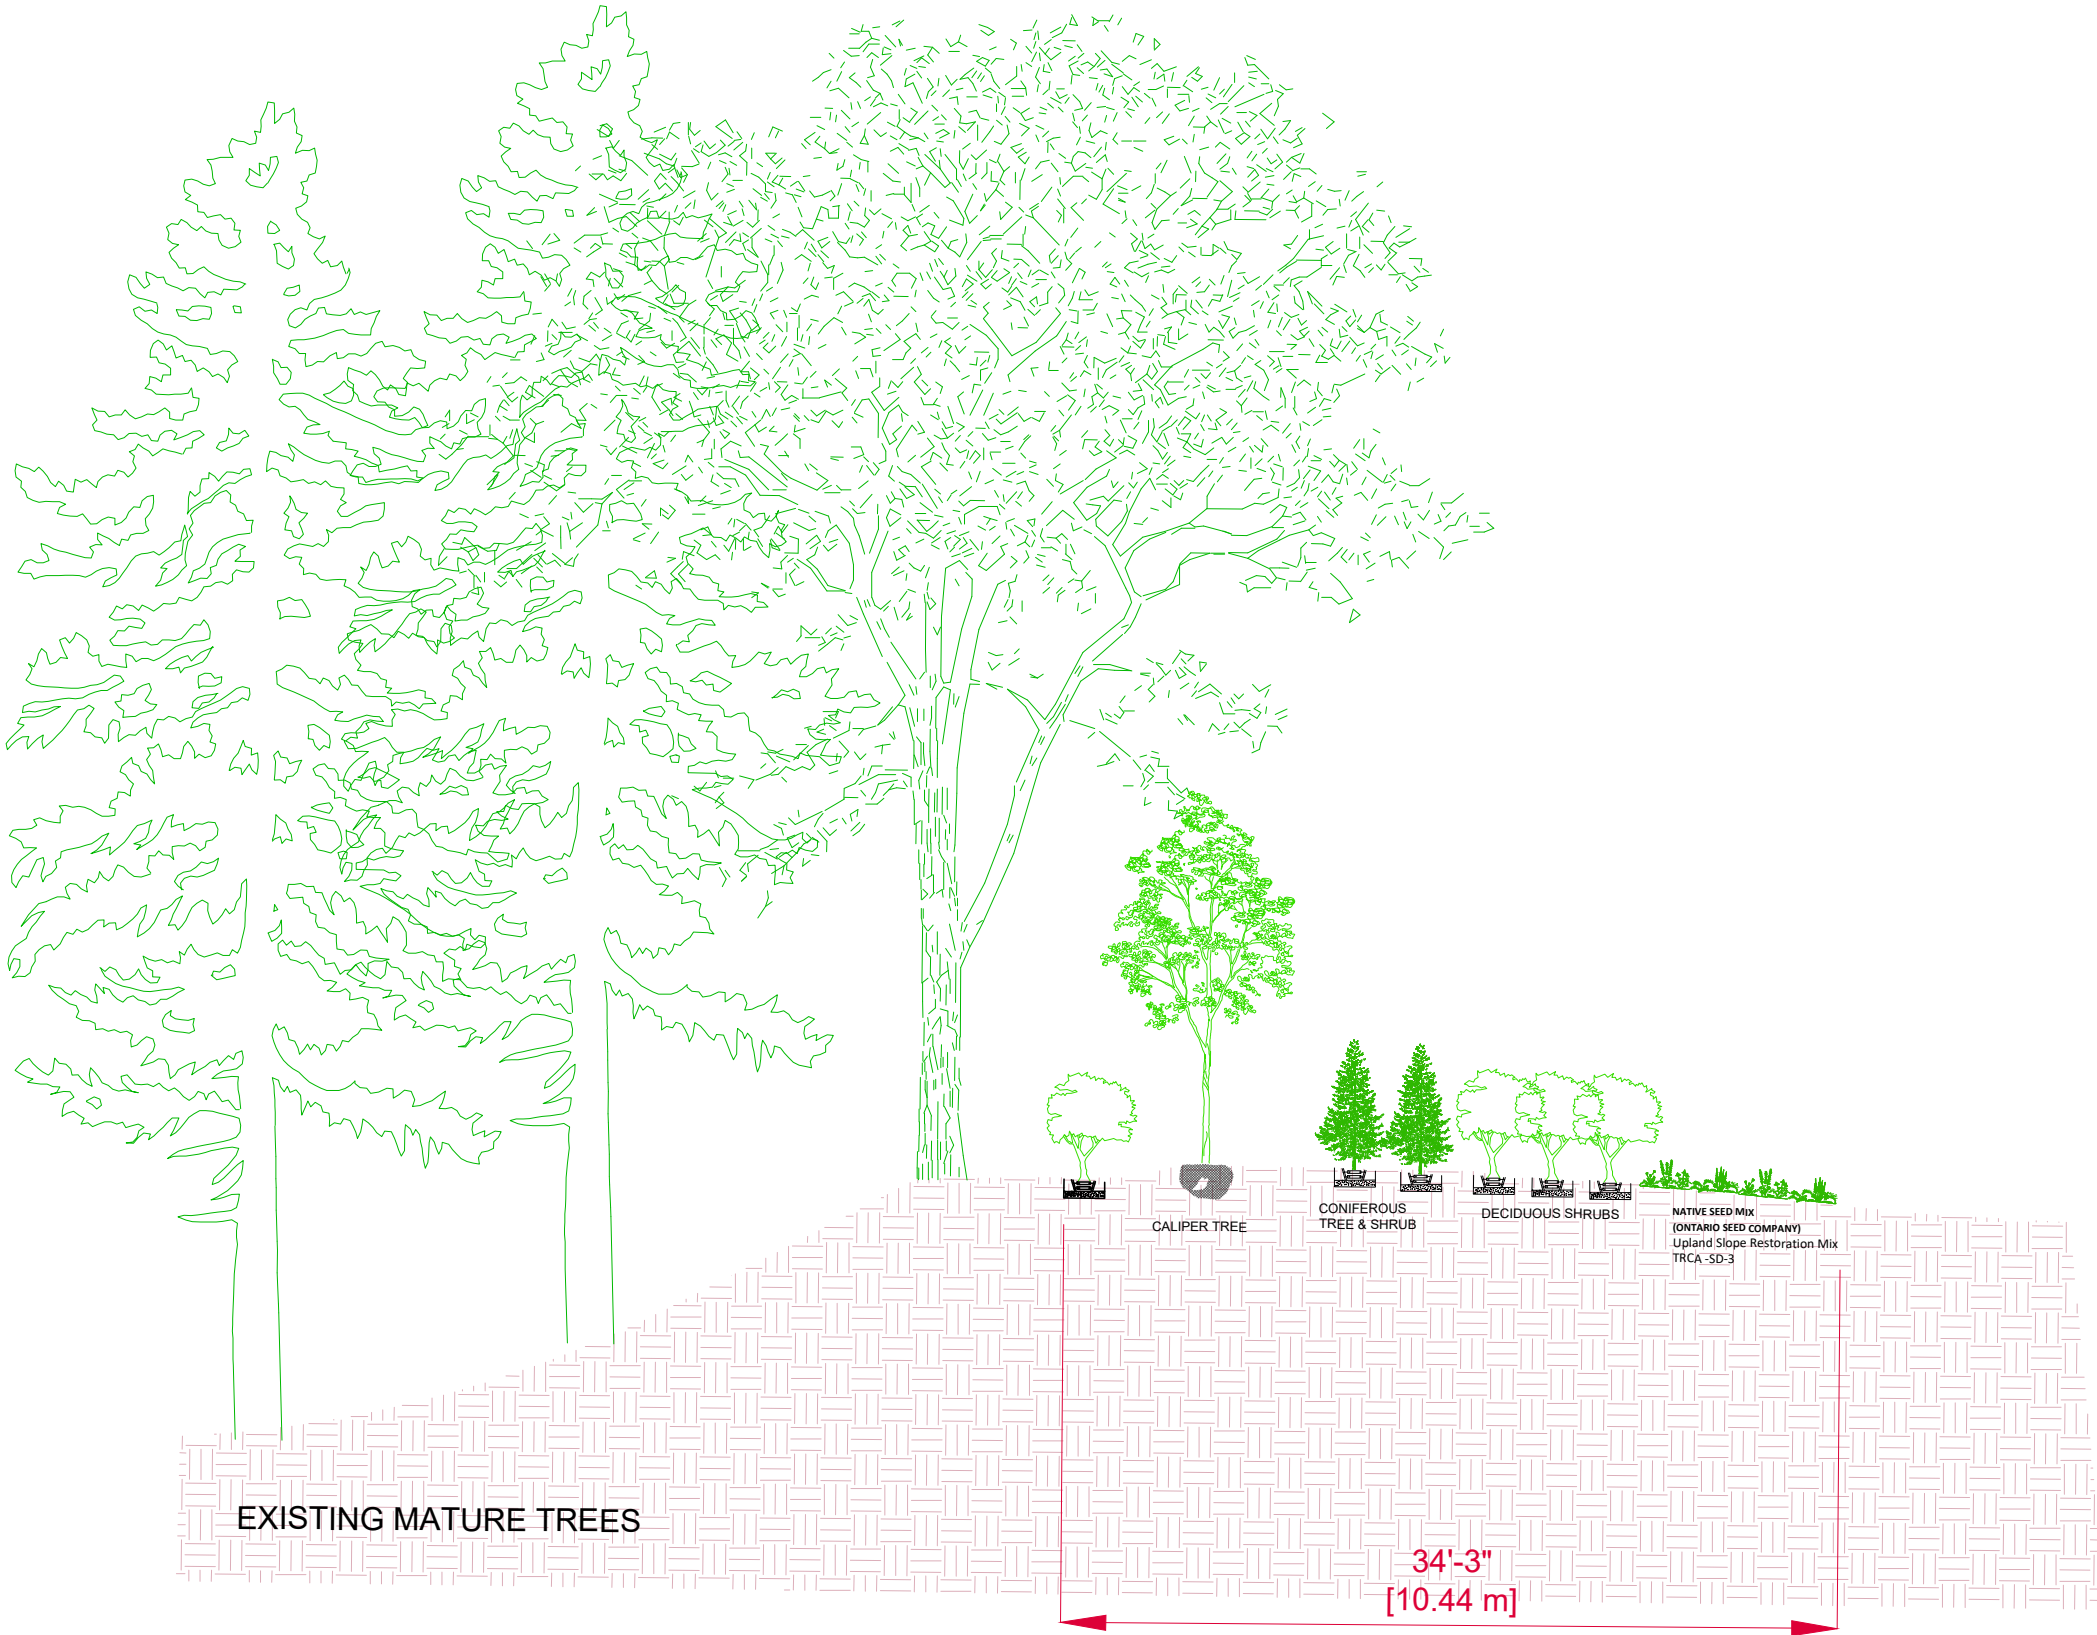 CALIPER TREE
CONIFEROUS
TREE & SHRUB
DECIDUOUS SHRUBS
NATIVE SEED MIX
(ONTARIO SEED COMPANY)
Upland Slope Restoration Mix
TRCA -SD-3
EXISTING MATURE TREES
34'-3"
[10.44 m]